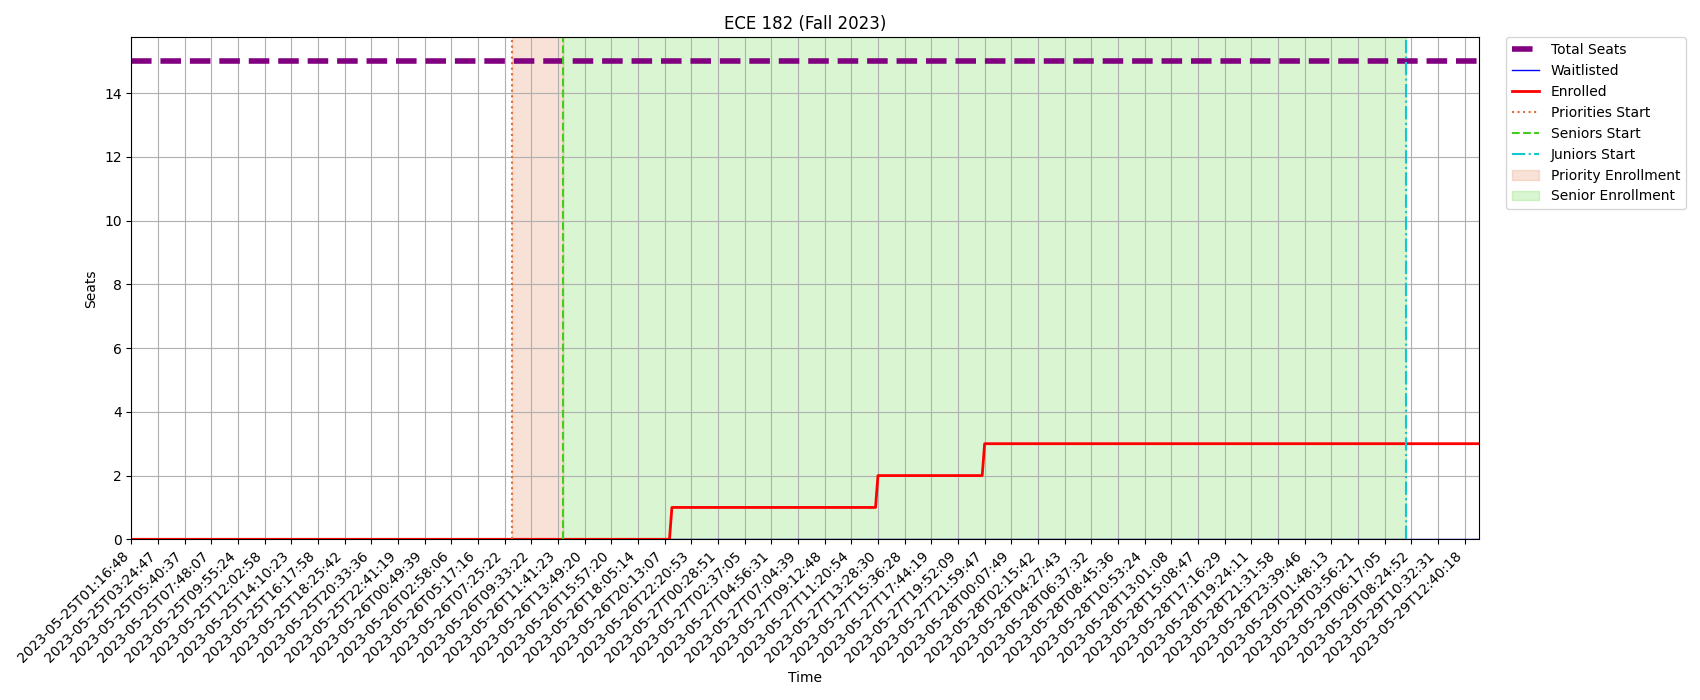 ECE 182 (Fall 2023)
Total Seats
Waitlisted
Enrolled
Priorities Start
Seniors Start
Juniors Start
Priority Enrollment
Senior Enrollment
Seats
14
12
10
8
6
4
2
0
2023-05-25T01:16:48
2023-05-25T03:24:47
2023-05-25T05:40:37
2023-05-25T07:48:07
2023-05-25T09:55:24
2023-05-25T12:02:58
2023-05-25T14:10:23
2023-05-25T16:17:58
2023-05-25T18:25:42
2023-05-25T20:33:36
2023-05-25T22:41:19
2023-05-26T00:49:39
2023-05-26T02:58:06
2023-05-26T05:17:16
2023-05-26T07:25:22
2023-05-26T09:33:22
2023-05-26T11:41:23
2023-05-26T13:49:20
2023-05-26T15:57:20
2023-05-26T18:05:14
2023-05-26T20:13:07
2023-05-26T22:20:53
2023-05-27T00:28:51
2023-05-27T02:37:05
2023-05-27T04:56:31
2023-05-27T07:04:39
2023-05-27T09:12:48
2023-05-27T11:20:54
2023-05-27T13:28:30
2023-05-27T15:36:28
2023-05-27T17:44:19
2023-05-27T19:52:09
2023-05-27T21:59:47
2023-05-28T00:07:49
2023-05-28T02:15:42
2023-05-28T04:27:43
2023-05-28T06:37:32
2023-05-28T08:45:36
2023-05-28T10:53:24
2023-05-28T13:01:08
2023-05-28T15:08:47
2023-05-28T17:16:29
2023-05-28T19:24:11
2023-05-28T21:31:58
2023-05-28T23:39:46
2023-05-29T01:48:13
2023-05-29T03:56:21
2023-05-29T06:17:05
2023-05-29T08:24:52
2023-05-29T10:32:31
2023-05-29T12:40:18
Time